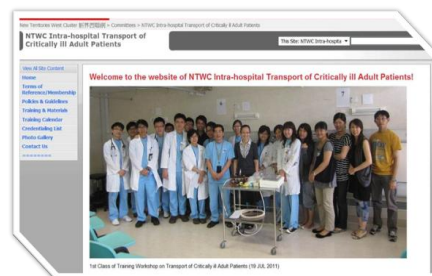 New Territories West Cluster 新界西醫院 > Committees > NTWC Intra-hospital Transport of Critically Ill Adult Patients
NTWC Intra-hospital Transport of
Critically ill Adult Patients
This Site: NTWC Intra-hospita
View All Site Content
Home
Terms of
Reference/Membership
Policies & Guidelines
Training & Materials
Training Calendar
Credentialing List
Photo Gallery
Contact Us
Welcome to the website of NTWC Intra-hospital Transport of Critically ill Adult Patients!
1st Class of Training Workshop on Transport of Critically ill Adult Patients (19 JUL 2011)